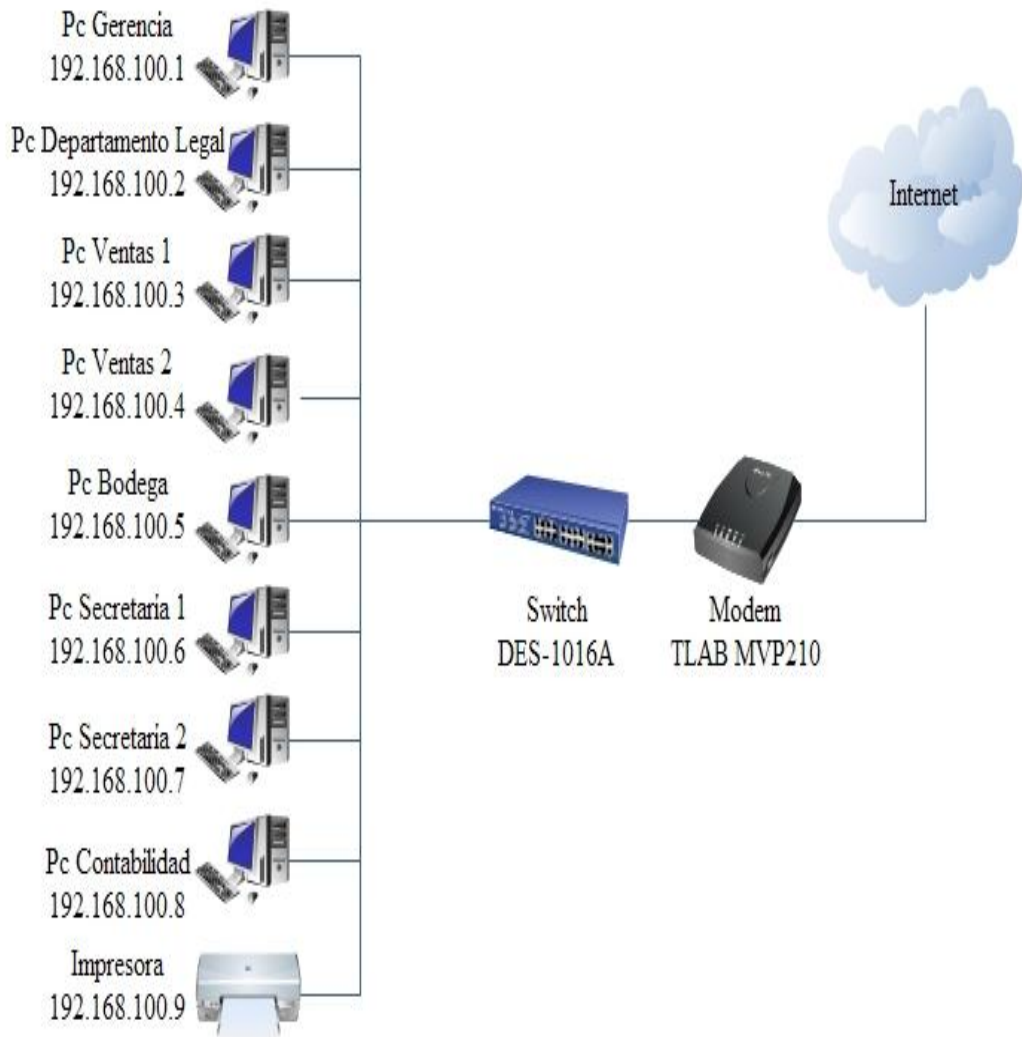 Pc Gerencia
192.168.100.1
Pc Departamento Legal
192.168.100.2
Pc Ventas 1
192.168.100.3
Pc Ventas 2
192.168.100.4
Pc Bodega
192.168.100.5
Pc Secretaría 1
192.168.100.6
Pc Secretaría 2
192.168.100.7
Pc Contabilidad
192.168.100.8
Impresora
192.168.100.9
Switch
DES-1016A
Modem
TLAB MVP210
Internet